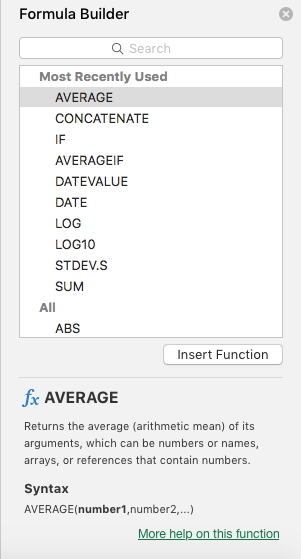 Formula Builder
Search
Most Recently Used
AVERAGE
CONCATENATE
IF
AVERAGEIF
DATEVALUE
DATE
LOG
LOG10
STDEV.S
SUM
All
ABS
Insert Function
fx AVERAGE
Returns the average (arithmetic mean) of its
arguments, which can be numbers or names,
arrays, or references that contain numbers.
Syntax
AVERAGE(number1,number2,...)
More help on this function